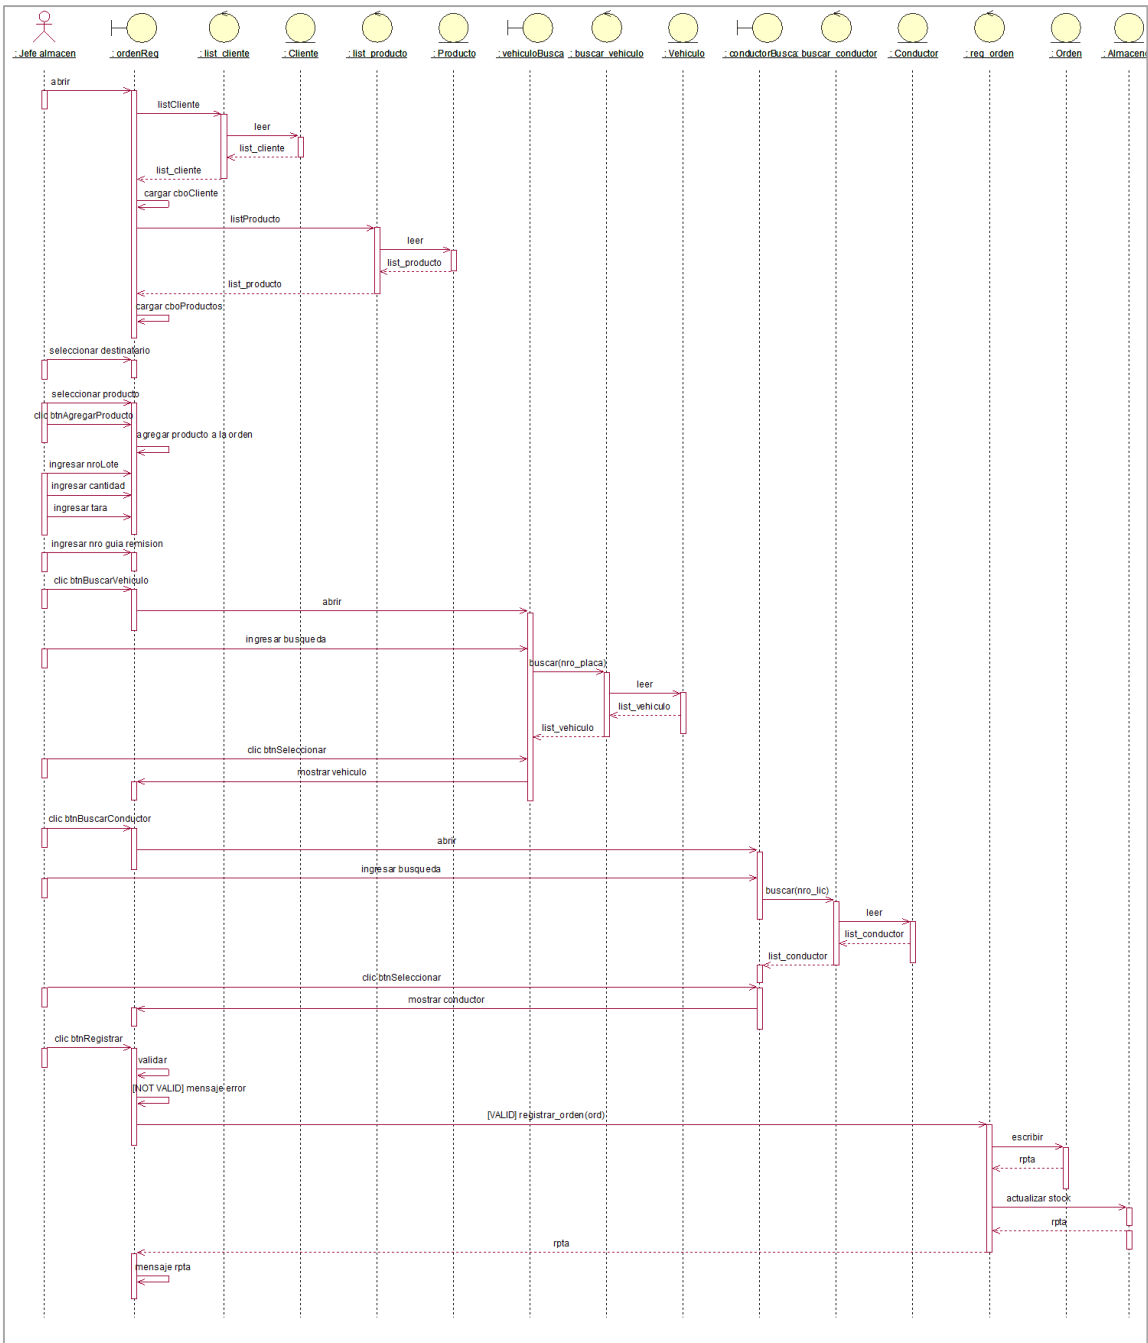 : Jefe almacen
: ordenReg
: list_cliente
: Cliente
: list_producto
: Producto
: vehiculoBusca
: buscar_vehiculo
: Vehiculo
: conductorBusca
: buscar_conductor
: Conductor
: reg_orden
: Orden
: Almacen
abrir
listCliente
leer
list_cliente
list_cliente
cargar cboCliente
listProducto
leer
list_producto
list_producto
cargar cboProductos
seleccionar destinatario
seleccionar producto
clic btnAgregarProducto
agregar producto a la orden
ingresar nroLote
ingresar cantidad
ingresar tara
ingresar nro guia remision
clic btnBuscarVehiculo
abrir
ingresar busqueda
buscar(nro_placa)
leer
list_vehiculo
list_vehiculo
clic btnSeleccionar
mostrar vehiculo
clic btnBuscarConductor
abrir
ingresar busqueda
buscar(nro_lic)
leer
list_conductor
list_conductor
clic btnSeleccionar
mostrar conductor
clic btnRegistrar
validar
[NOT VALID] mensaje error
[VALID] registrar_orden(ord)
escribir
rpta
actualizar stock
rpta
rpta
mensaje rpta